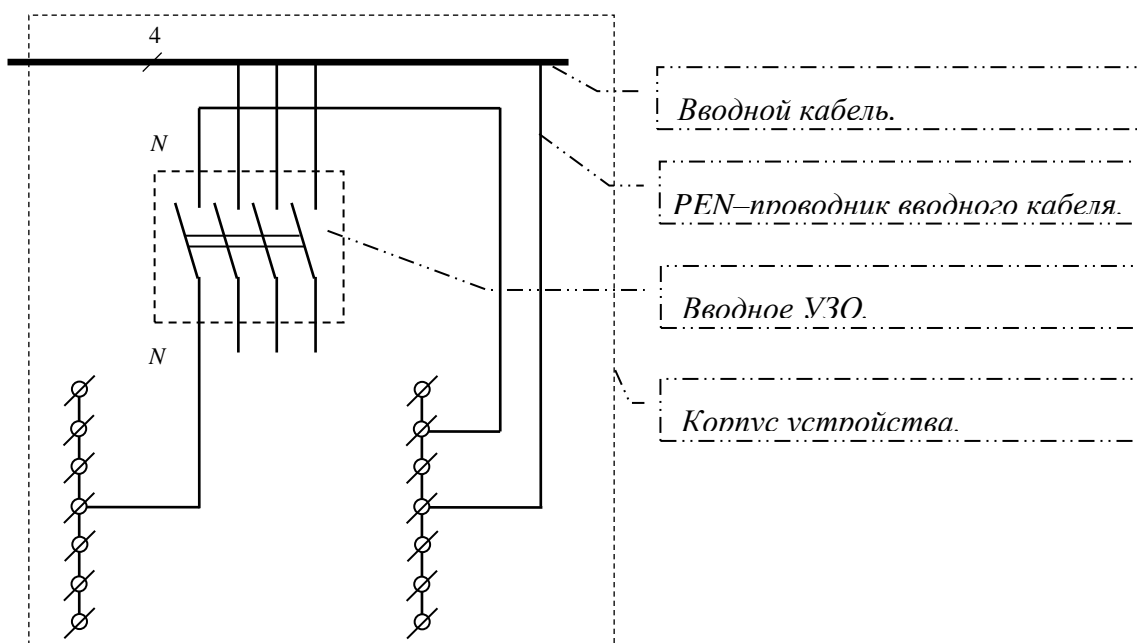 4
Вводной кабель.
N
PEN–проводник вводного кабеля.
Вводное УЗО.
N
Корпус устройства.